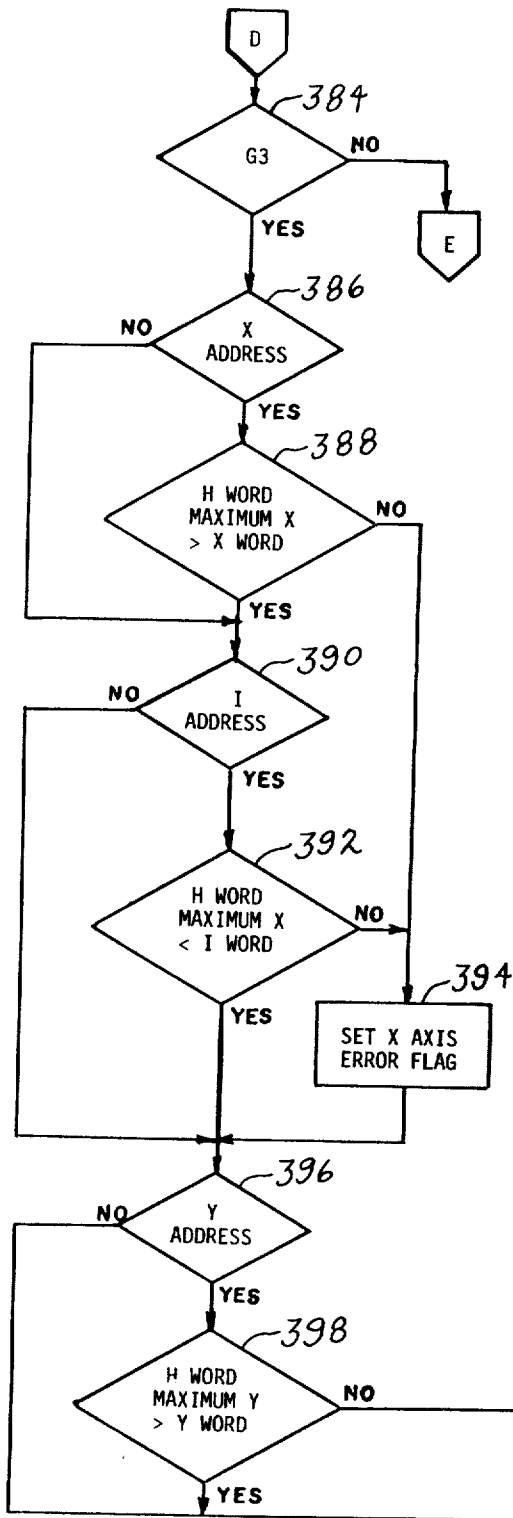 D
384
G3
NO
E
YES
386
NO
X
ADDRESS
YES
388
H WORD
MAXIMUM X
> X WORD
NO
YES
390
NO
I
ADDRESS
YES
392
H WORD
MAXIMUM X
< I WORD
NO
394
YES
SET X AXIS
ERROR FLAG
396
NO
Y
ADDRESS
YES
398
H WORD
MAXIMUM Y
> Y WORD
NO
YES